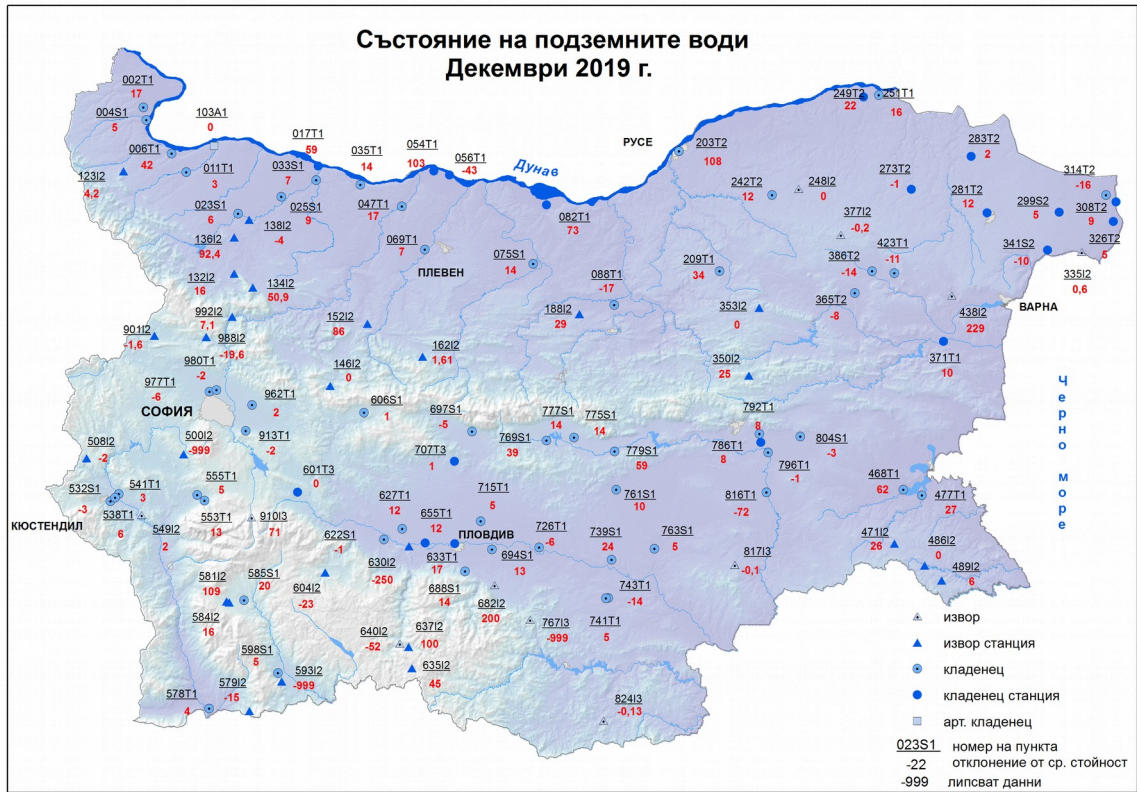 Състояние на подземните води
Декември 2019 г.
002T1
17
004S1
5
103A1
0
006T1
42
011T1
3
123I2
4,2
033S1
7
017T1
59
035T1
14
054T1
103
056T1
-43
Дунав
023S1
6
025S1
9
138I2
-4
047T1
17
136I2
92,4
069T1
7
ПЛЕВЕН
075S1
14
082T1
73
РУСЕ
203T2
108
249T2
22
251T1
16
283T2
2
273T2
-1
242T2
12
248I2
0
281T2
12
299S2
5
314T2
-16
308T2
9
377I2
-0,2
423T1
-11
386T2
-14
341S2
-10
326T2
5
335I2
0,6
ВАРНА
132I2
16
134I2
50,9
088T1
-17
209T1
34
365T2
-8
438I2
229
992I2
7,1
152I2
86
188I2
29
353I2
0
901I2
-1,6
988I2
-19,6
162I2
1,61
371T1
10
980T1
-2
977T1
-6
146I2
0
350I2
25
СОФИЯ
962T1
2
606S1
1
697S1
-5
777S1
14
775S1
14
792T1
8
508I2
-2
500I2
-999
913T1
-2
707T3
1
769S1
39
779S1
59
786T1
8
804S1
-3
796T1
-1
532S1
-3
541T1
3
555T1
5
601T3
0
468T1
62
477T1
27
КЮСТЕНДИЛ
538T1
6
553T1
13
910I3
71
627T1
12
715T1
5
761S1
10
816T1
-72
549I2
2
622S1
-1
655T1
12
ПЛОВДИВ
726T1
-6
739S1
24
763S1
5
471I2
26
486I2
0
489I2
6
581I2
109
585S1
20
604I2
-23
630I2
-250
633T1
17
694S1
13
688S1
14
682I2
200
743T1
-14
741T1
5
817I3
-0,1
584I2
16
640I2
-52
637I2
100
767I3
-999
598S1
5
593I2
-999
635I2
45
579I2
-15
578T1
4
824I3
-0,13
Черно море
извор
извор станция
кладенец
кладенец станция
арт. кладенец
023S1 номер на пункта
-22 отклонение от ср. стойност
-999 липсват данни